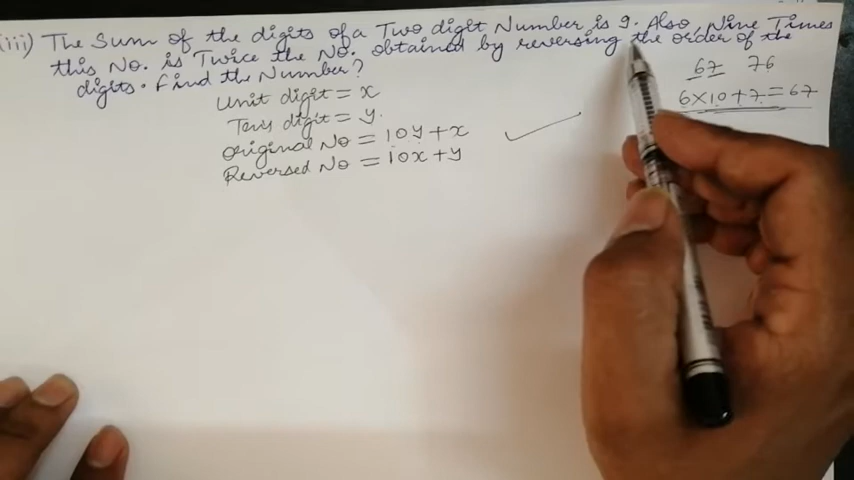 (iii) The Sum of the digits of a Two digit Number is 9. Also, Nine Times
this No. is Twice the No. obtained by reversing the order of the
digits. Find the Number?
67 76
6×10+7=67
Unit digit = x
Tens digit = y.
Original No = 10y+x
Reversed No = 10x+y